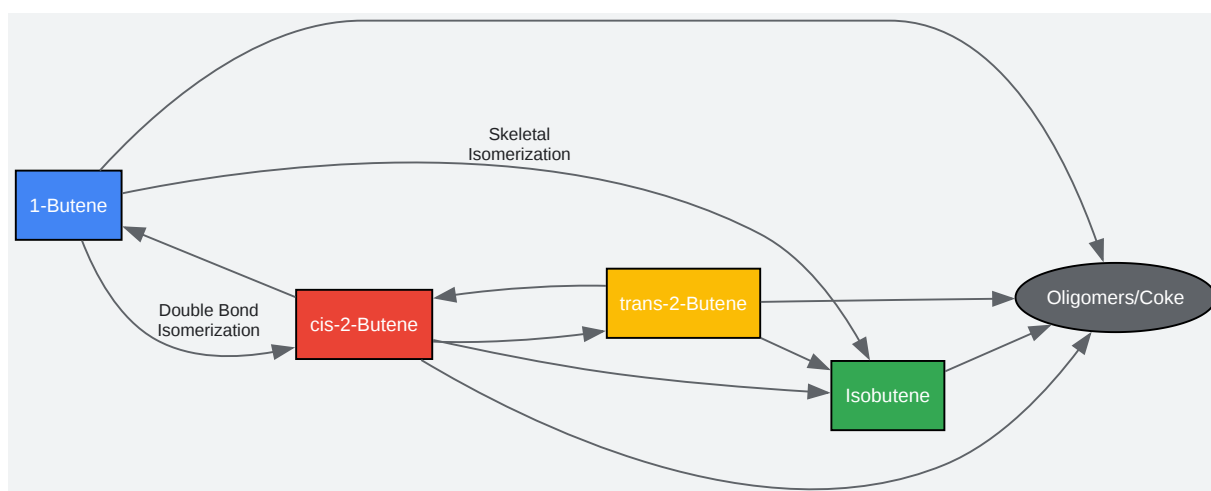 Skeletal
Isomerization
1-Butene
Double Bond
Isomerization
cis-2-Butene
trans-2-Butene
Oligomers/Coke
Isobutene